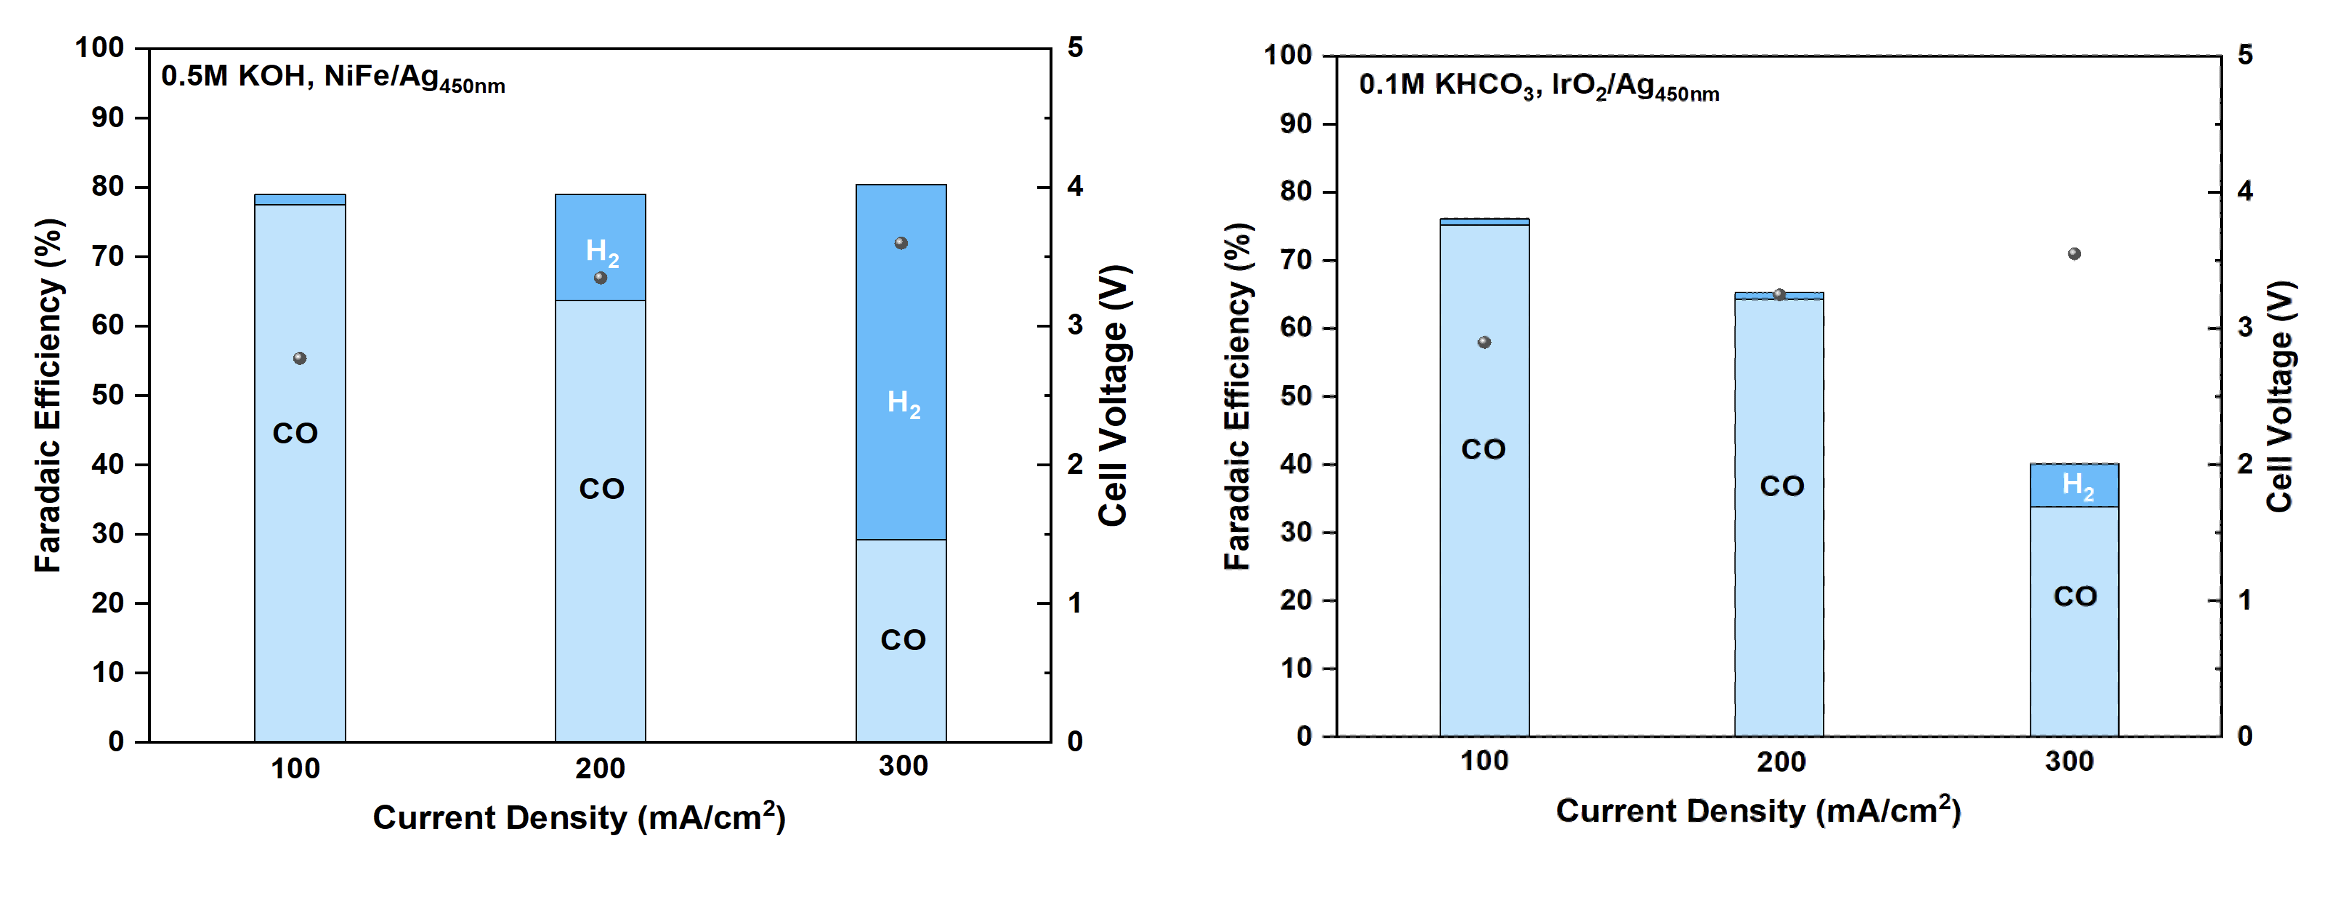 0.5M KOH, NiFe/Ag450nm
Faradaic Efficiency (%)
100
90
80
70
60
50
40
30
20
10
0
CO
H2
CO
H2
CO
5
4
3
2
1
0
Cell Voltage (V)
100 200 300
Current Density (mA/cm2)
0.1M KHCO3, IrO2/Ag450nm
Faradaic Efficiency (%)
100
90
80
70
60
50
40
30
20
10
0
CO
CO
H2
CO
5
4
3
2
1
0
Cell Voltage (V)
100 200 300
Current Density (mA/cm2)